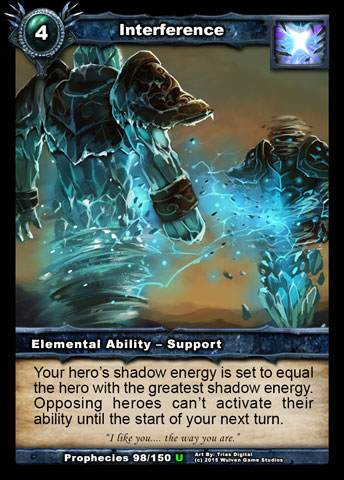 4
Interference
Elemental Ability – Support
Your hero's shadow energy is set to equal
the hero with the greatest shadow energy.
Opposing heroes can't activate their
ability until the start of your next turn.
"I like you.... the way you are."
Prophecies 98/150 U
Art By: Trias Digital
(c) 2015 Wulven Game Studios